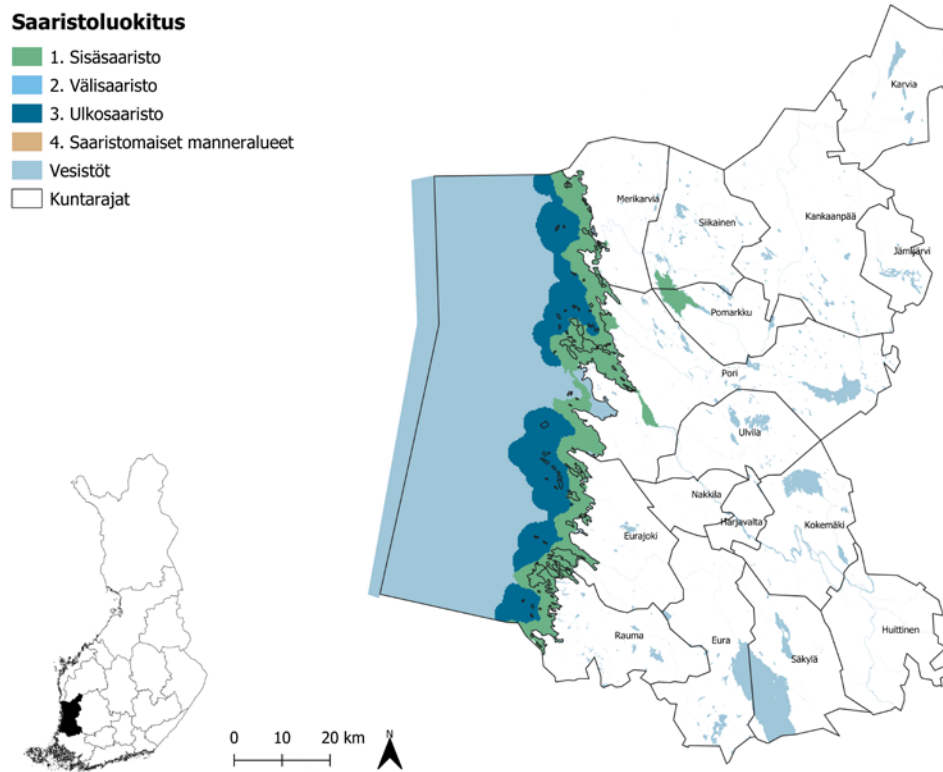 Saaristoluokitus
1. Sisäsaaristo
2. Välisaaristo
3. Ulkosaaristo
4. Saaristomaiset manneralueet
Vesistöt
Kuntarajat
Karvia
Merikarvia
Siikainen
Kankaanpää
Jämijärvi
Pomarkku
Pori
Ulvila
Nakkila
Harjavalta
Kokemäki
Eurajoki
Huittinen
Rauma
Eura
Säkylä
0 10 20 km
N